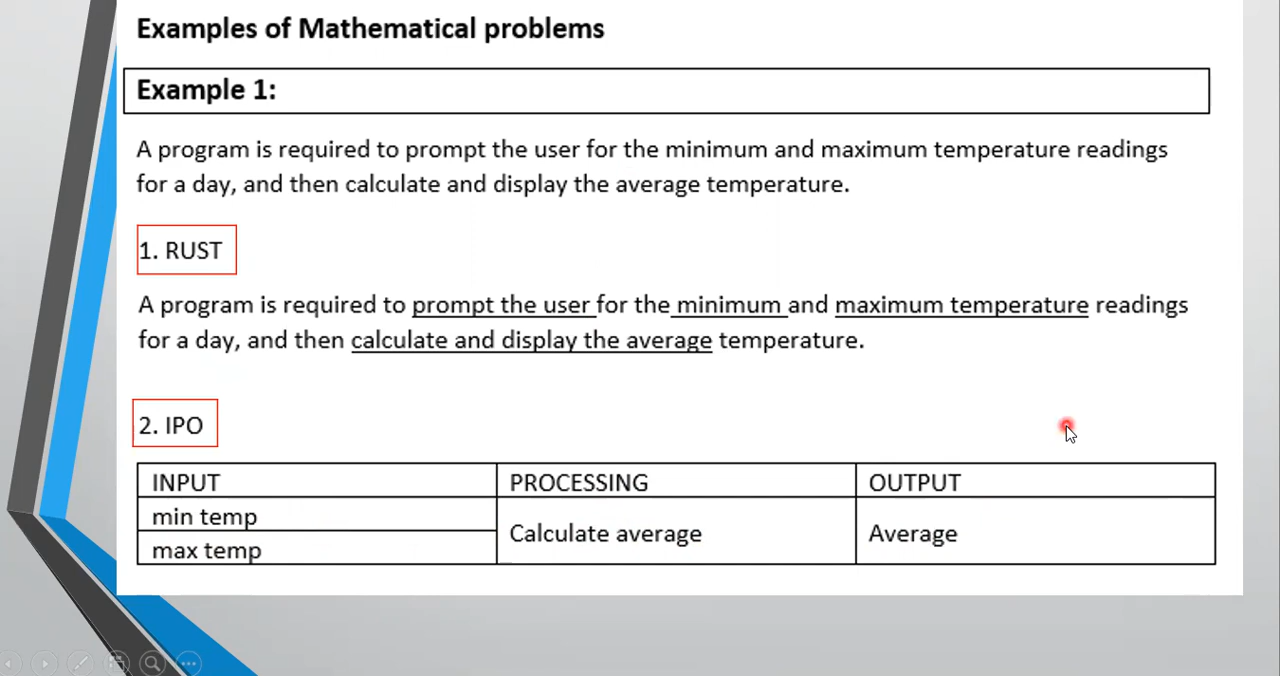 Examples of Mathematical problems
Example 1:
A program is required to prompt the user for the minimum and maximum temperature readings
for a day, and then calculate and display the average temperature.
1. RUST
A program is required to prompt the user for the minimum and maximum temperature readings
for a day, and then calculate and display the average temperature.
2. IPO
INPUT PROCESSING OUTPUT
min temp
Calculate average Average
max temp